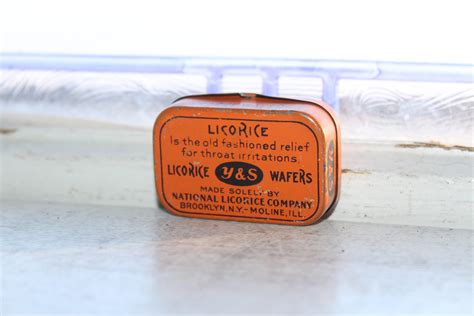 LICORICE
Is the old fashioned relief
for throat irritations
LICORICE Y&S WAFERS
MADE SOLELY BY
NATIONAL LICORICE COMPANY
BROOKLYN, N.Y.-MOLINE, ILL.